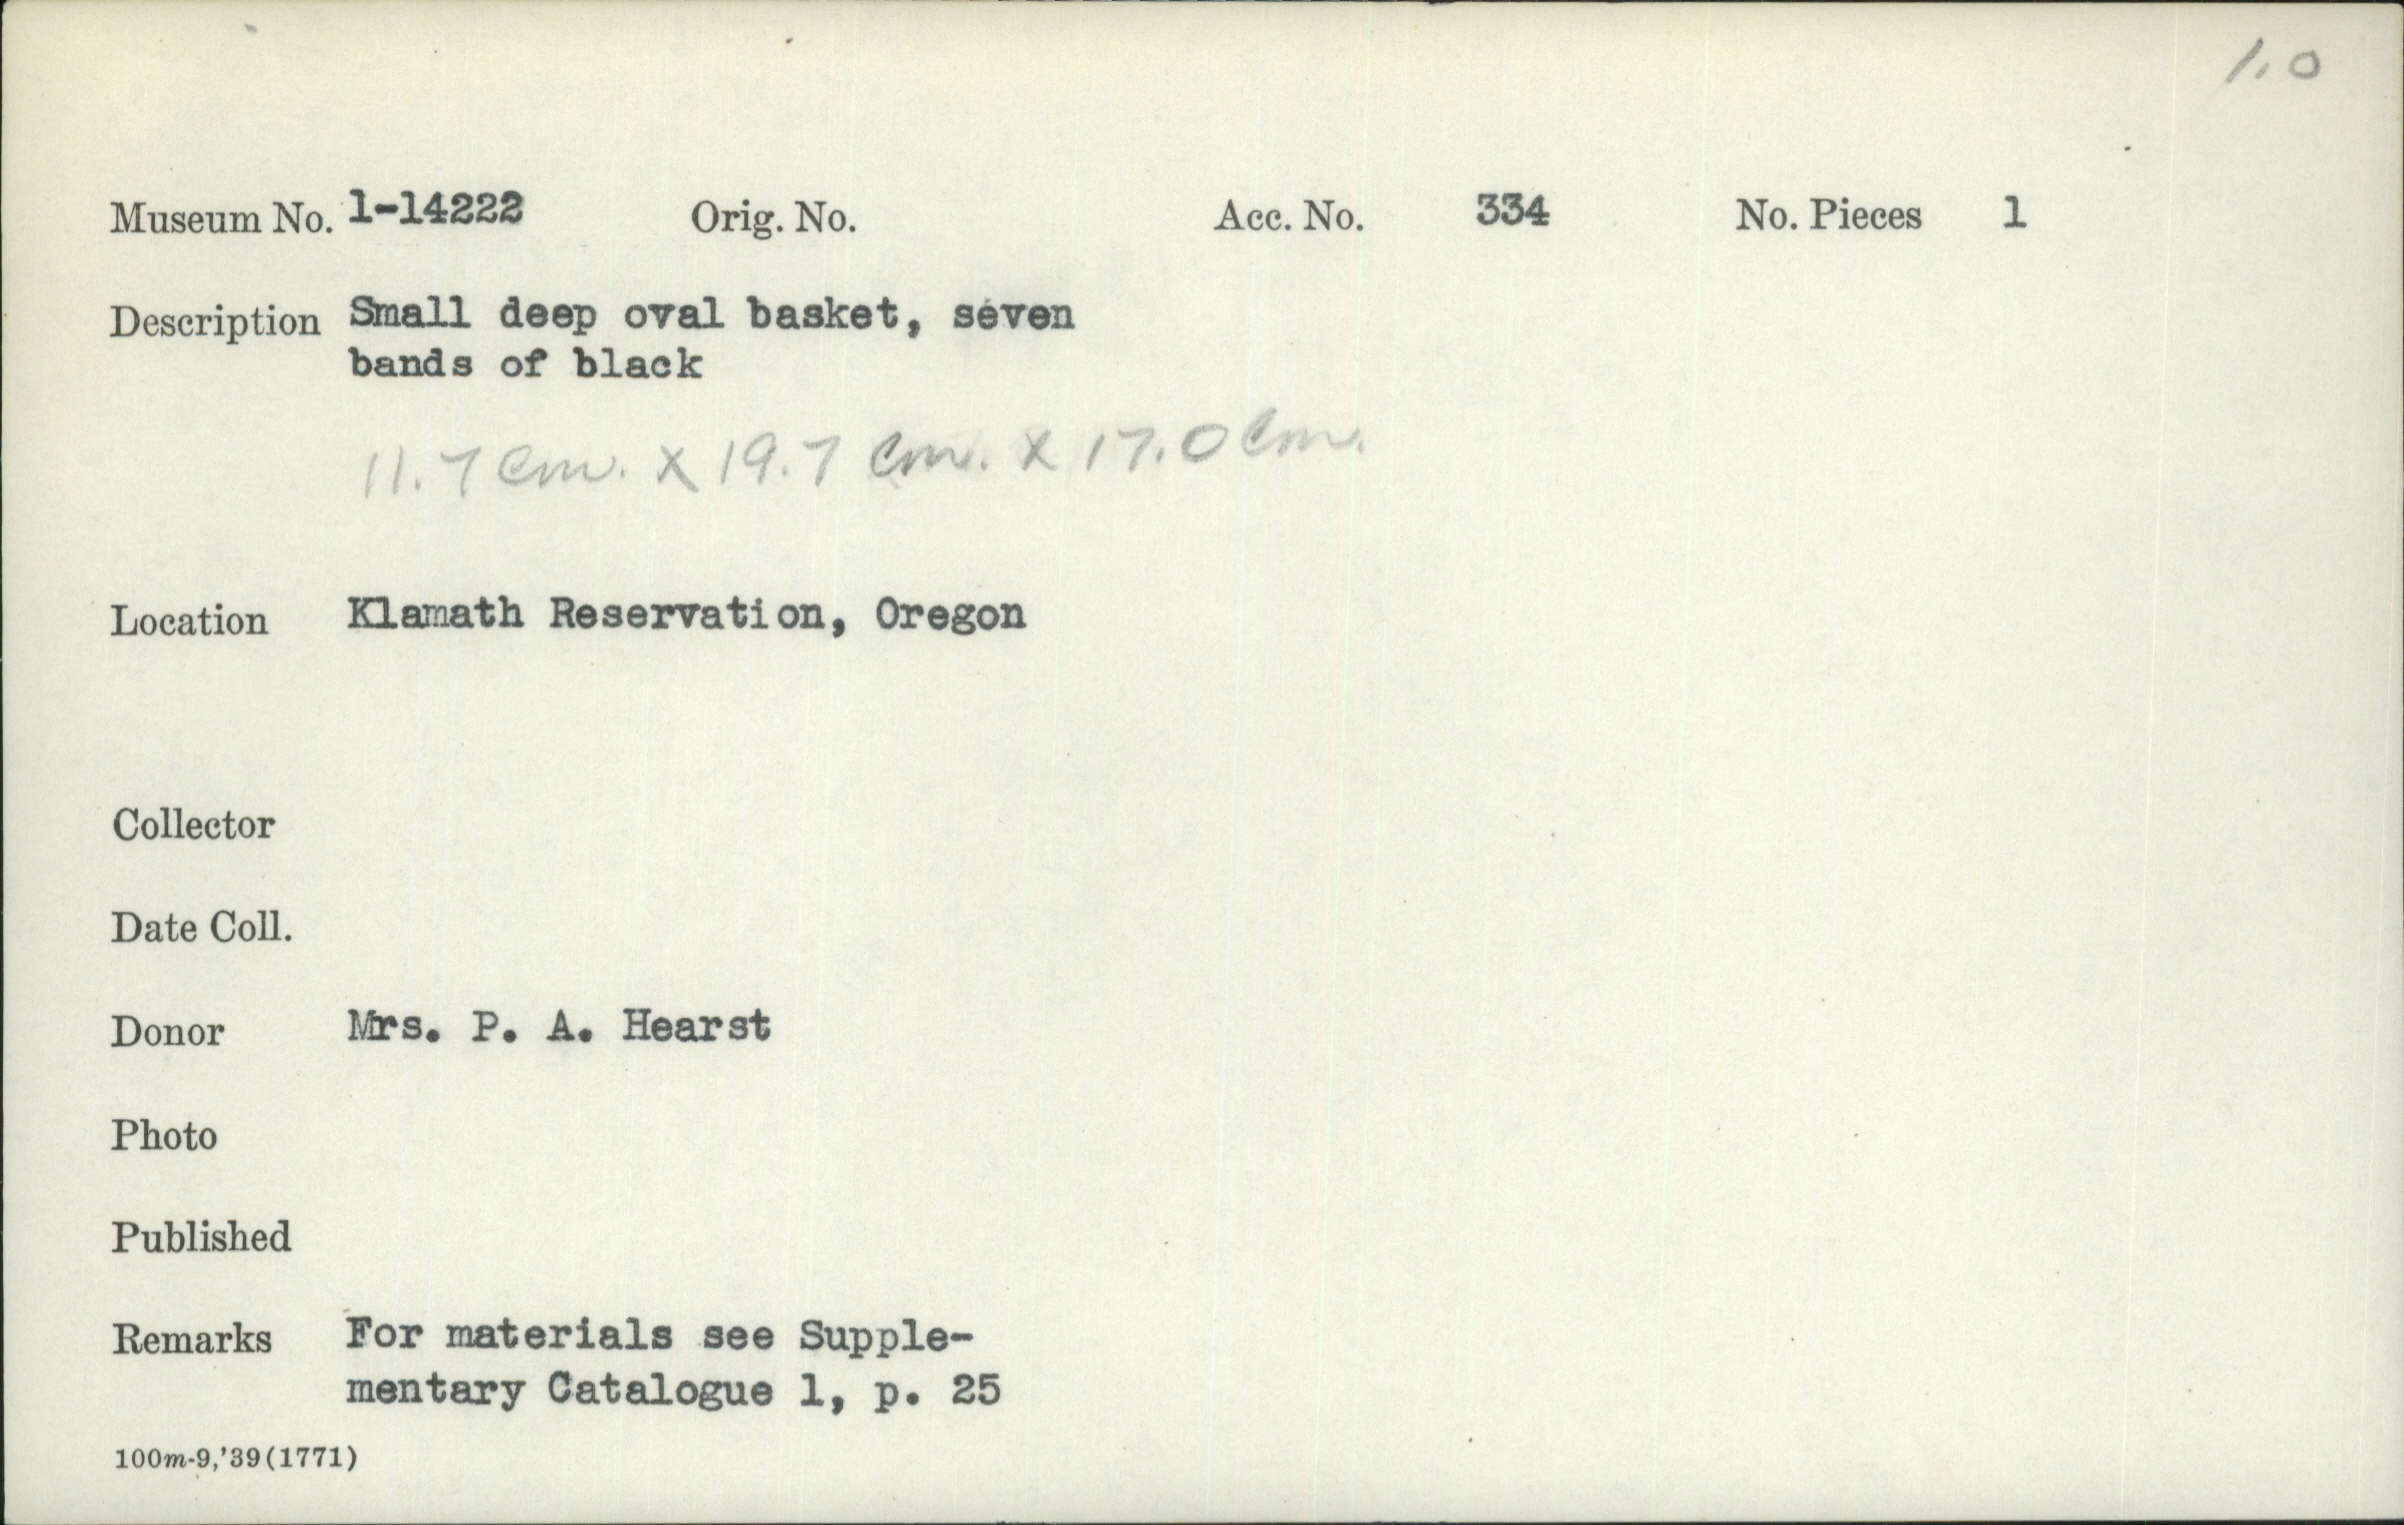 1.0
Museum No. 1-14222 Orig. No. Acc. No. 334 No. Pieces 1
Description Small deep oval basket, seven
bands of black
11.7 cm. x 19.7 cm. x 17.0 cm.
Location Klamath Reservation, Oregon
Collector
Date Coll.
Donor Mrs. P. A. Hearst
Photo
Published
Remarks For materials see Supple-
mentary Catalogue 1, p. 25
100m-9,'39(1771)